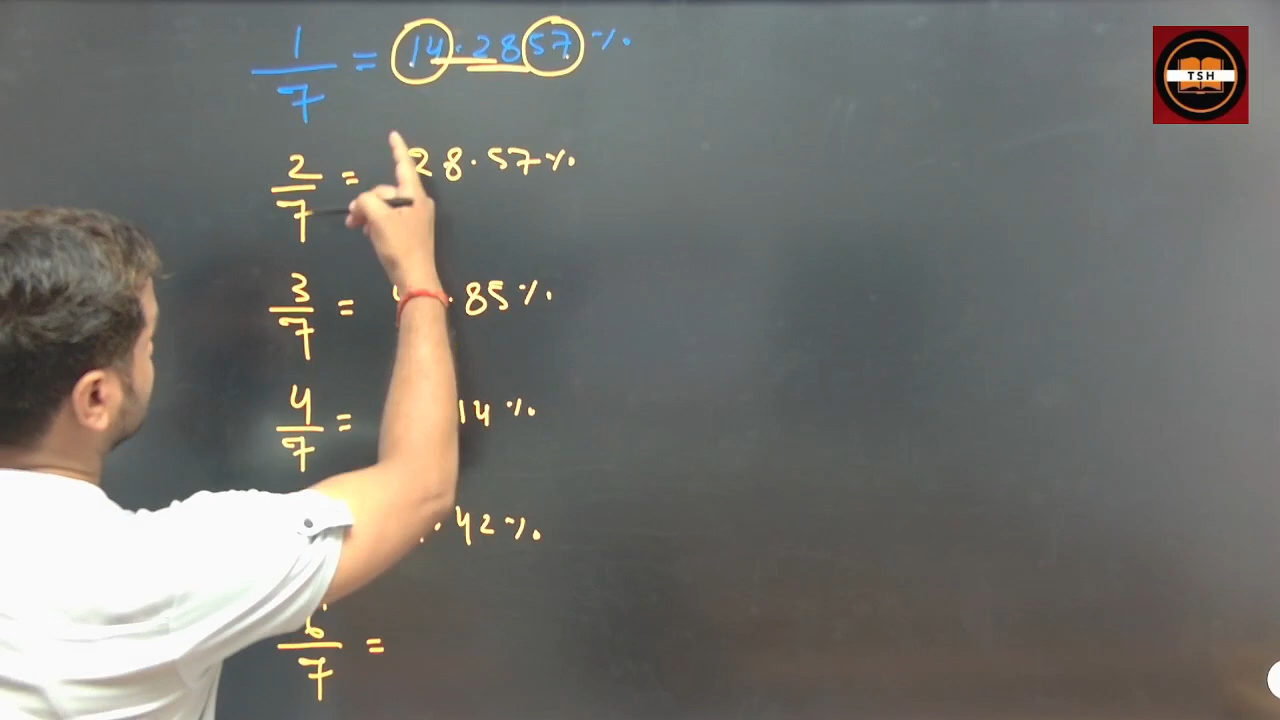 1/7 = 14.2857%
TSH
2/7 = 28.57%
3/7 = .85%
4/7 = 14%
.42%
6/7 =